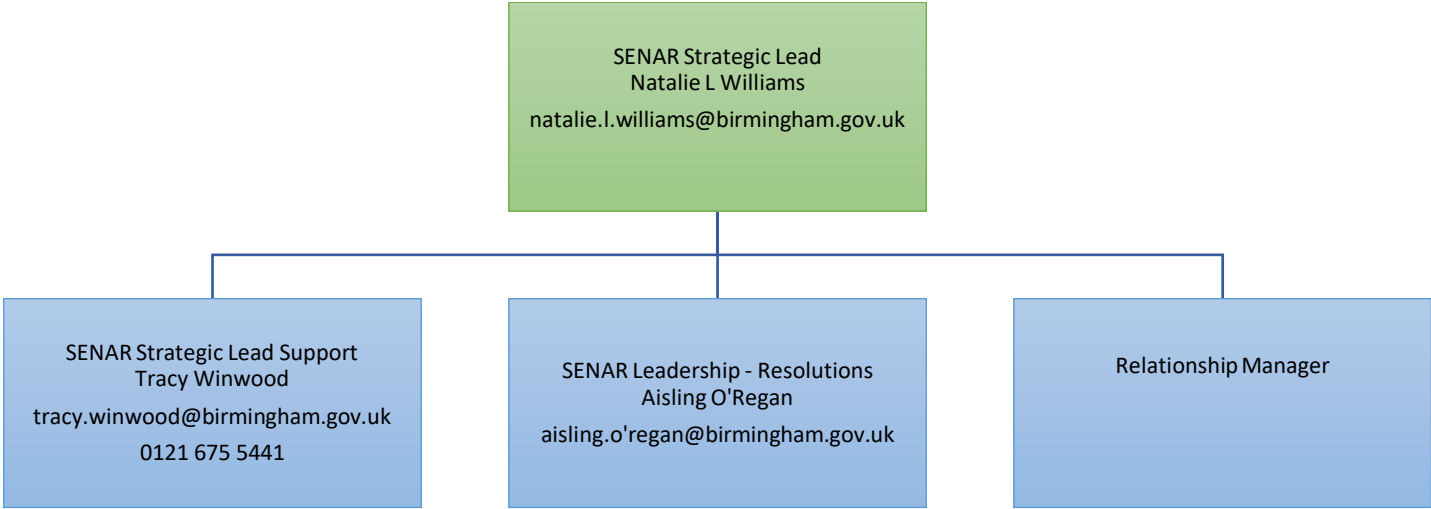 SENAR Strategic Lead
Natalie L Williams
natalie.l.williams@birmingham.gov.uk
SENAR Strategic Lead Support
Tracy Winwood
tracy.winwood@birmingham.gov.uk
0121 675 5441
SENAR Leadership - Resolutions
Aisling O'Regan
aisling.o'regan@birmingham.gov.uk
Relationship Manager